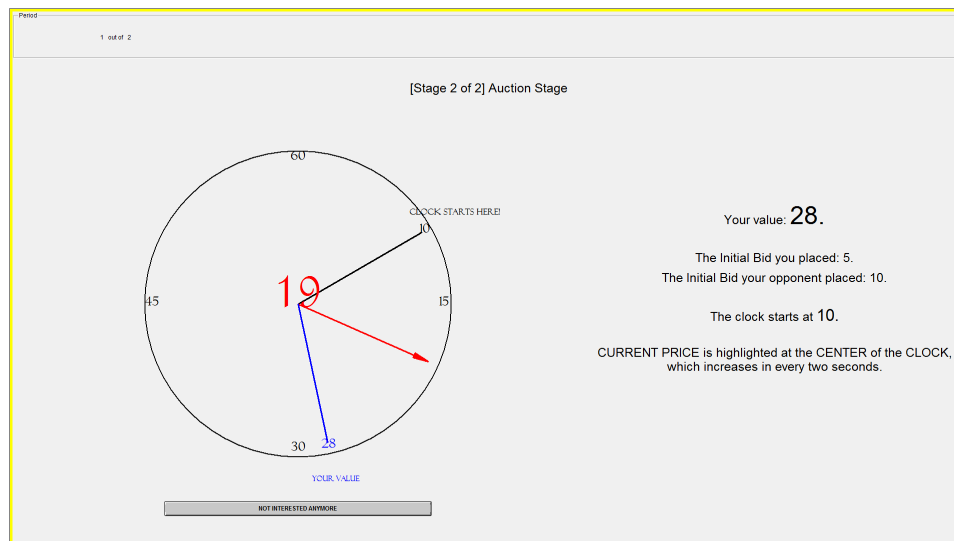 Period
1 out of 2
[Stage 2 of 2] Auction Stage
60
CLOCK STARTS HERE!
10
Your value: 28.
The Initial Bid you placed: 5.
The Initial Bid your opponent placed: 10.
19
45
15
The clock starts at 10.
CURRENT PRICE is highlighted at the CENTER of the CLOCK,
which increases in every two seconds.
30
28
YOUR VALUE
NOT INTERESTED ANYMORE